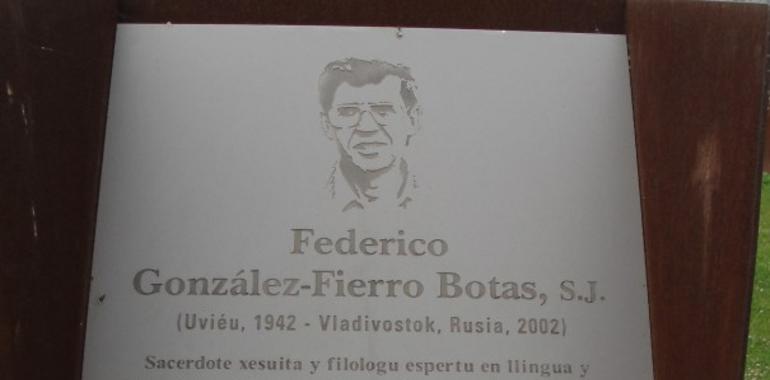 Federico
González-Fierro Botas, S.J.
(Uviéu, 1942 - Vladivostok, Rusia, 2002)
Sacerdote xesuita y filologu espertu en llingua y